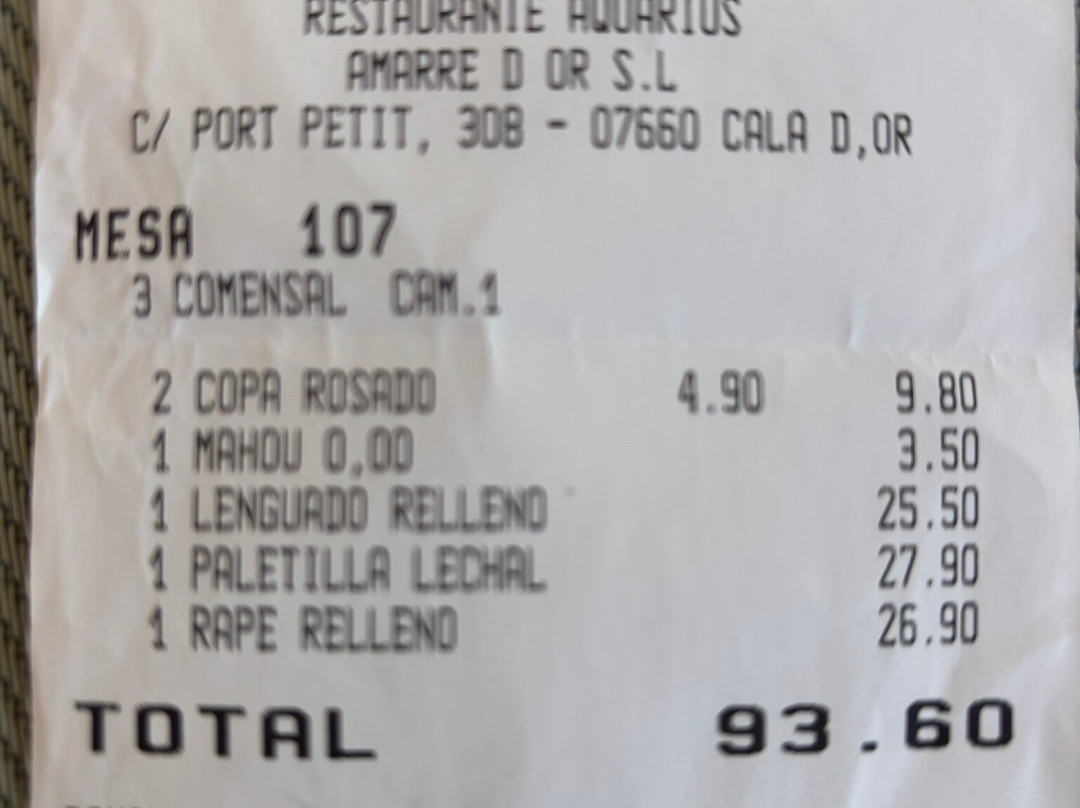 RESTAURANTE AQUARIUS
AMARRE D OR S.L
C/ PORT PETIT, 308 - 07660 CALA D,OR
MESA 107
3 COMENSAL CAM.1
2 COPA ROSADO 4.90 9.80
1 MAHOU 0,00 3.50
1 LENGUADO RELLENO 25.50
1 PALETILLA LECHAL 27.90
1 RAPE RELLENO 26.90
TOTAL 93.60